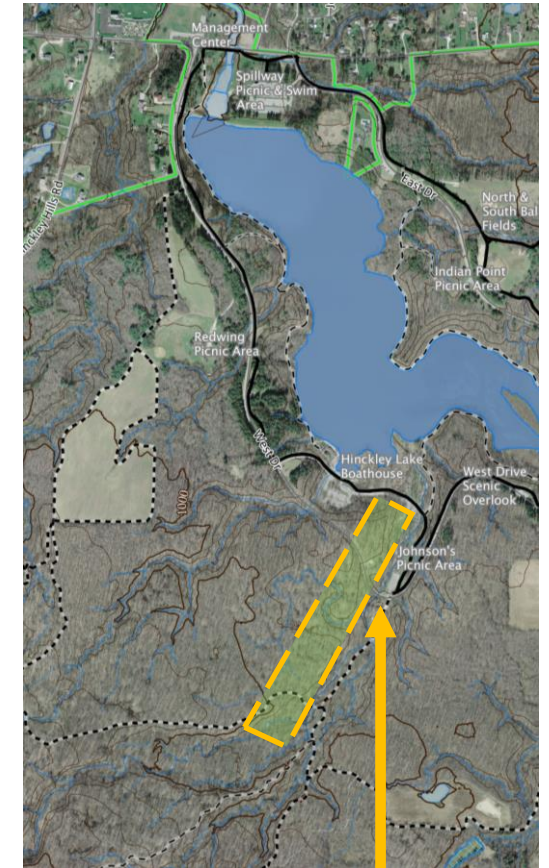 Management
Center
Spillway
Picnic & Swim
Area
East Dr
North &
South Bal
Fields
nckley Hills Rd
Indian Point
Picnic Area
Redwing
Picnic Area
West Dr
Hinckley Lake
Boathouse
West Drive
Scenic
Overlook
1000
Johnson's
Picnic Area